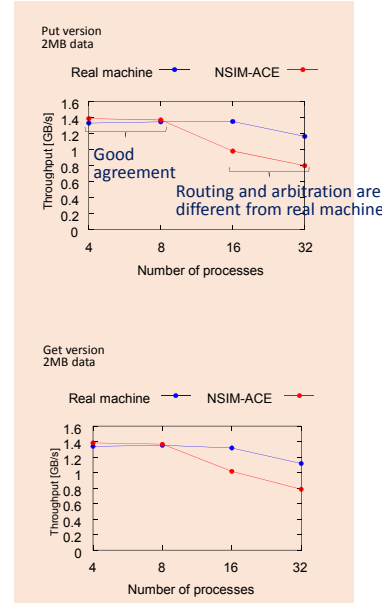 Put version
2MB data
Real machine NSIM-ACE
Throughput [GB/s]
1.6
1.4
1.2
1
0.8
0.6
0.4
0.2
0
Good
agreement
Routing and arbitration are
different from real machine
4 8 16 32
Number of processes
Get version
2MB data
Real machine NSIM-ACE
Throughput [GB/s]
1.6
1.4
1.2
1
0.8
0.6
0.4
0.2
0
4 8 16 32
Number of processes